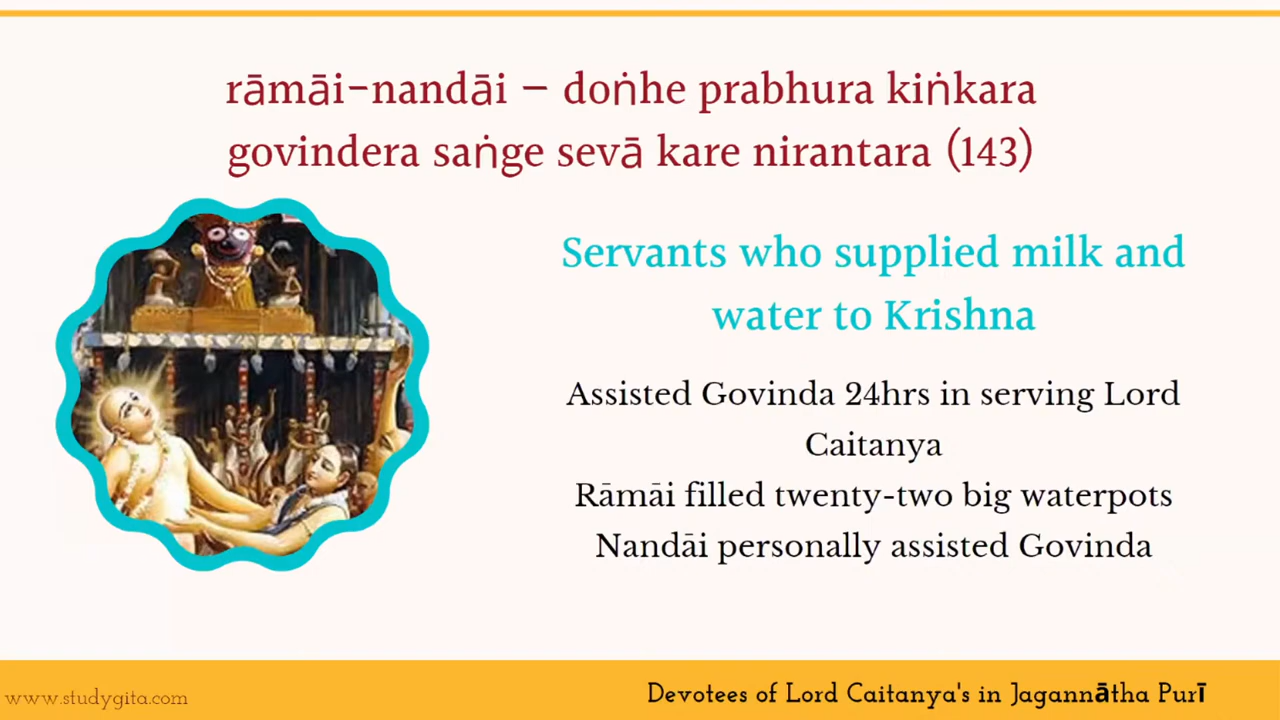 rāmāi-nandāi — doṅhe prabhura kiṅkara
govindera saṅge sevā kare nirantara (143)
Servants who supplied milk and
water to Krishna
Assisted Govinda 24hrs in serving Lord
Caitanya
Rāmāi filled twenty-two big waterpots
Nandāi personally assisted Govinda
www.studygita.com
Devotees of Lord Caitanya's in Jagannātha Purī